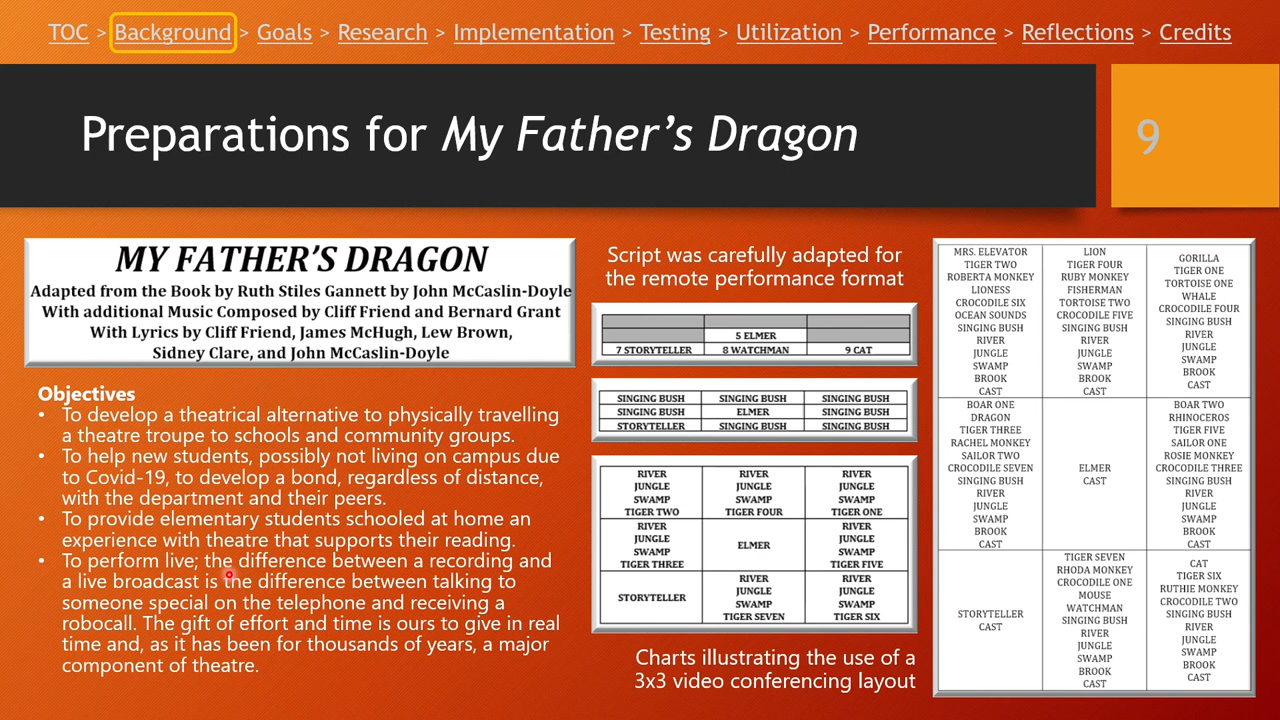 TOC > Background > Goals > Research > Implementation > Testing > Utilization > Performance > Reflections > Credits
Preparations for My Father's Dragon
9
MY FATHER'S DRAGON
Adapted from the Book by Ruth Stiles Gannett by John McCaslin-Doyle
With additional Music Composed by Cliff Friend and Bernard Grant
With Lyrics by Cliff Friend, James McHugh, Lew Brown,
Sidney Clare, and John McCaslin-Doyle
Objectives
• To develop a theatrical alternative to physically travelling
a theatre troupe to schools and community groups.
• To help new students, possibly not living on campus due
to Covid-19, to develop a bond, regardless of distance,
with the department and their peers.
• To provide elementary students schooled at home an
experience with theatre that supports their reading.
• To perform live; the difference between a recording and
a live broadcast is the difference between talking to
someone special on the telephone and receiving a
robocall. The gift of effort and time is ours to give in real
time and, as it has been for thousands of years, a major
component of theatre.
Script was carefully adapted for
the remote performance format
5 ELMER
7 STORYTELLER 8 WATCHMAN 9 CAT
SINGING BUSH SINGING BUSH SINGING BUSH
SINGING BUSH ELMER SINGING BUSH
STORYTELLER SINGING BUSH SINGING BUSH
RIVER RIVER RIVER
JUNGLE JUNGLE JUNGLE
SWAMP SWAMP SWAMP
TIGER TWO TIGER FOUR TIGER ONE
RIVER
JUNGLE
SWAMP
TIGER THREE
ELMER
RIVER
JUNGLE
SWAMP
TIGER FIVE
STORYTELLER
RIVER
JUNGLE
SWAMP
TIGER SEVEN
RIVER
JUNGLE
SWAMP
TIGER SIX
Charts illustrating the use of a
3x3 video conferencing layout
MRS. ELEVATOR
TIGER TWO
ROBERTA MONKEY
LIONESS
CROCODILE SIX
OCEAN SOUNDS
SINGING BUSH
RIVER
JUNGLE
SWAMP
BROOK
CAST
LION
TIGER FOUR
RUBY MONKEY
FISHERMAN
TORTOISE TWO
CROCODILE FIVE
SINGING BUSH
RIVER
JUNGLE
SWAMP
BROOK
CAST
GORILLA
TIGER ONE
TORTOISE ONE
WHALE
CROCODILE FOUR
SINGING BUSH
RIVER
JUNGLE
SWAMP
BROOK
CAST
BOAR ONE
DRAGON
TIGER THREE
RACHEL MONKEY
SAILOR TWO
CROCODILE SEVEN
SINGING BUSH
RIVER
JUNGLE
SWAMP
BROOK
CAST
ELMER
CAST
BOAR TWO
RHINOCEROS
TIGER FIVE
SAILOR ONE
ROSIE MONKEY
CROCODILE THREE
SINGING BUSH
RIVER
JUNGLE
SWAMP
BROOK
CAST
STORYTELLER
CAST
TIGER SEVEN
RHODA MONKEY
CROCODILE ONE
MOUSE
WATCHMAN
SINGING BUSH
RIVER
JUNGLE
SWAMP
BROOK
CAST
CAT
TIGER SIX
RUTHIE MONKEY
CROCODILE TWO
SINGING BUSH
RIVER
JUNGLE
SWAMP
BROOK
CAST